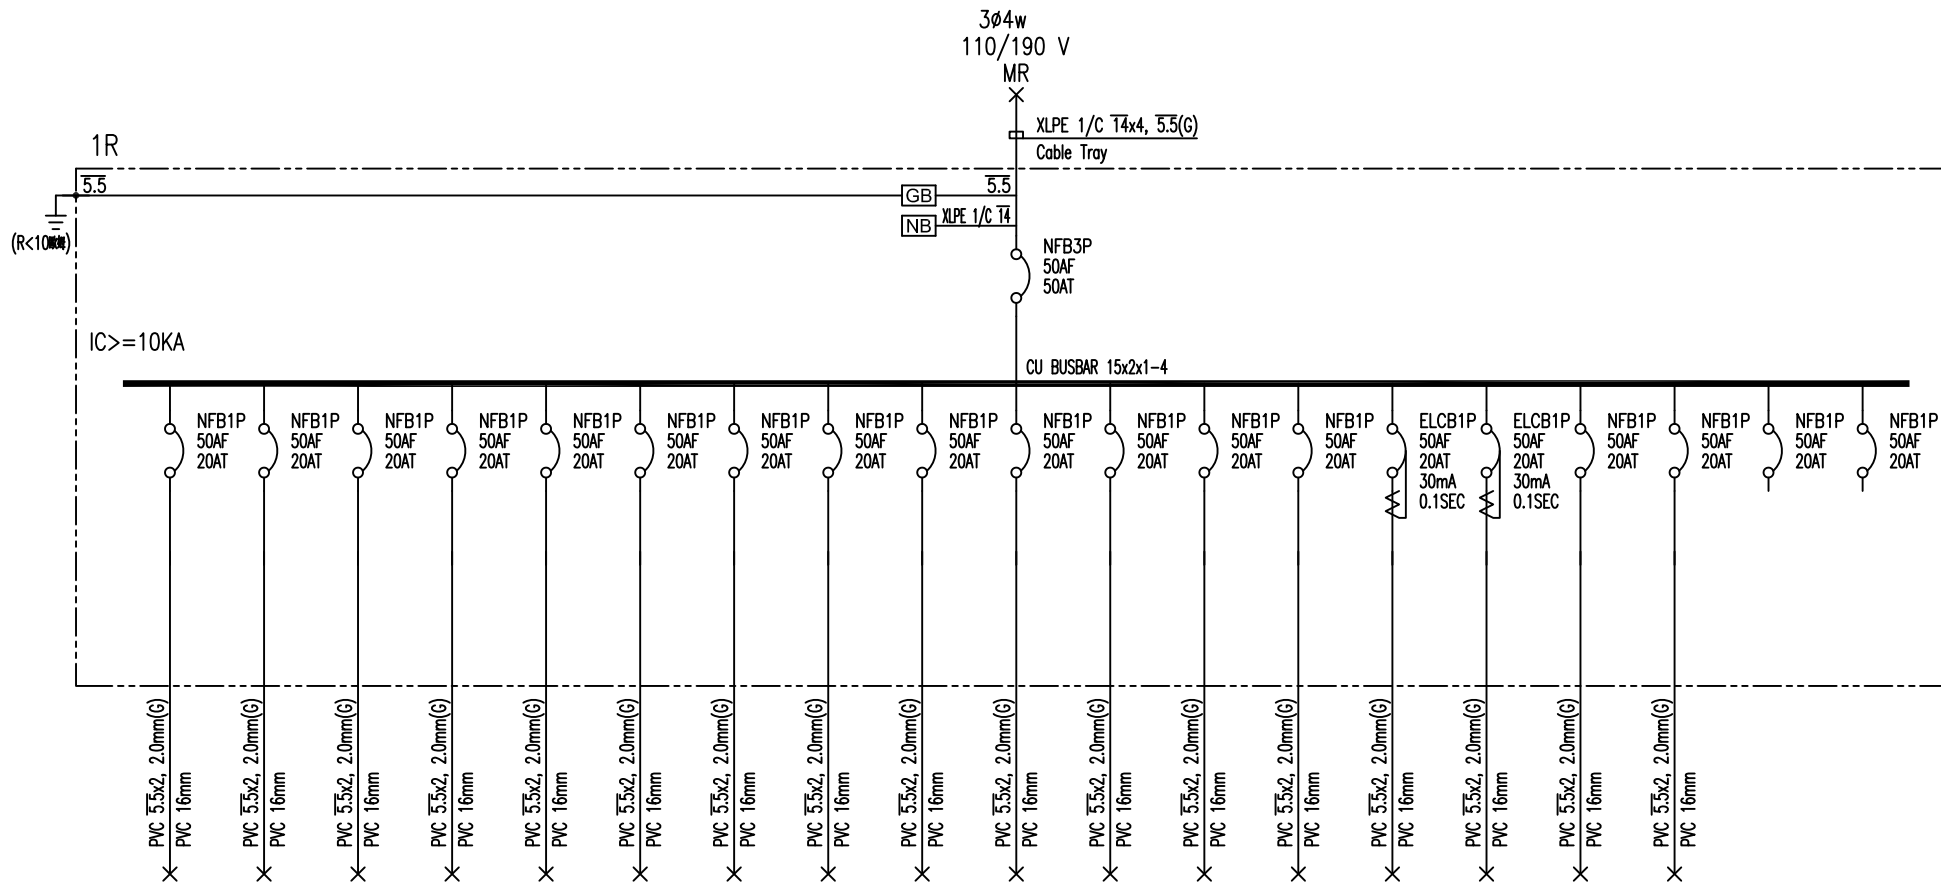 3ø4w
110/190 V
MR
XLPE 1/C 14x4, 5.5(G)
Cable Tray
1R
5.5
GB
5.5
NB
XLPE 1/C 14
(R<10
NFB3P
50AF
50AT
IC>=10KA
CU BUSBAR 15x2x1-4
NFB1P
50AF
20AT
NFB1P
50AF
20AT
NFB1P
50AF
20AT
NFB1P
50AF
20AT
NFB1P
50AF
20AT
NFB1P
50AF
20AT
NFB1P
50AF
20AT
NFB1P
50AF
20AT
NFB1P
50AF
20AT
NFB1P
50AF
20AT
NFB1P
50AF
20AT
NFB1P
50AF
20AT
NFB1P
50AF
20AT
ELCB1P
50AF
20AT
30mA
0.1SEC
ELCB1P
50AF
20AT
30mA
0.1SEC
NFB1P
50AF
20AT
NFB1P
50AF
20AT
NFB1P
50AF
20AT
NFB1P
50AF
20AT
PVC 5.5x2, 2.0mm(G)
PVC 16mm
PVC 5.5x2, 2.0mm(G)
PVC 16mm
PVC 5.5x2, 2.0mm(G)
PVC 16mm
PVC 5.5x2, 2.0mm(G)
PVC 16mm
PVC 5.5x2, 2.0mm(G)
PVC 16mm
PVC 5.5x2, 2.0mm(G)
PVC 16mm
PVC 5.5x2, 2.0mm(G)
PVC 16mm
PVC 5.5x2, 2.0mm(G)
PVC 16mm
PVC 5.5x2, 2.0mm(G)
PVC 16mm
PVC 5.5x2, 2.0mm(G)
PVC 16mm
PVC 5.5x2, 2.0mm(G)
PVC 16mm
PVC 5.5x2, 2.0mm(G)
PVC 16mm
PVC 5.5x2, 2.0mm(G)
PVC 16mm
PVC 5.5x2, 2.0mm(G)
PVC 16mm
PVC 5.5x2, 2.0mm(G)
PVC 16mm
PVC 5.5x2, 2.0mm(G)
PVC 16mm
PVC 5.5x2, 2.0mm(G)
PVC 16mm